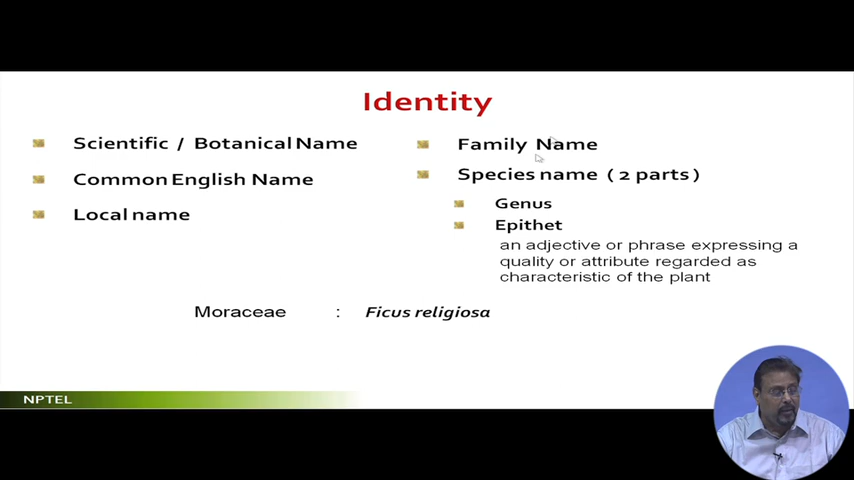 Identity
Scientific / Botanical Name
Common English Name
Local name
Family Name
Species name ( 2 parts )
Genus
Epithet
an adjective or phrase expressing a
quality or attribute regarded as
characteristic of the plant
Moraceae : Ficus religiosa
NPTEL